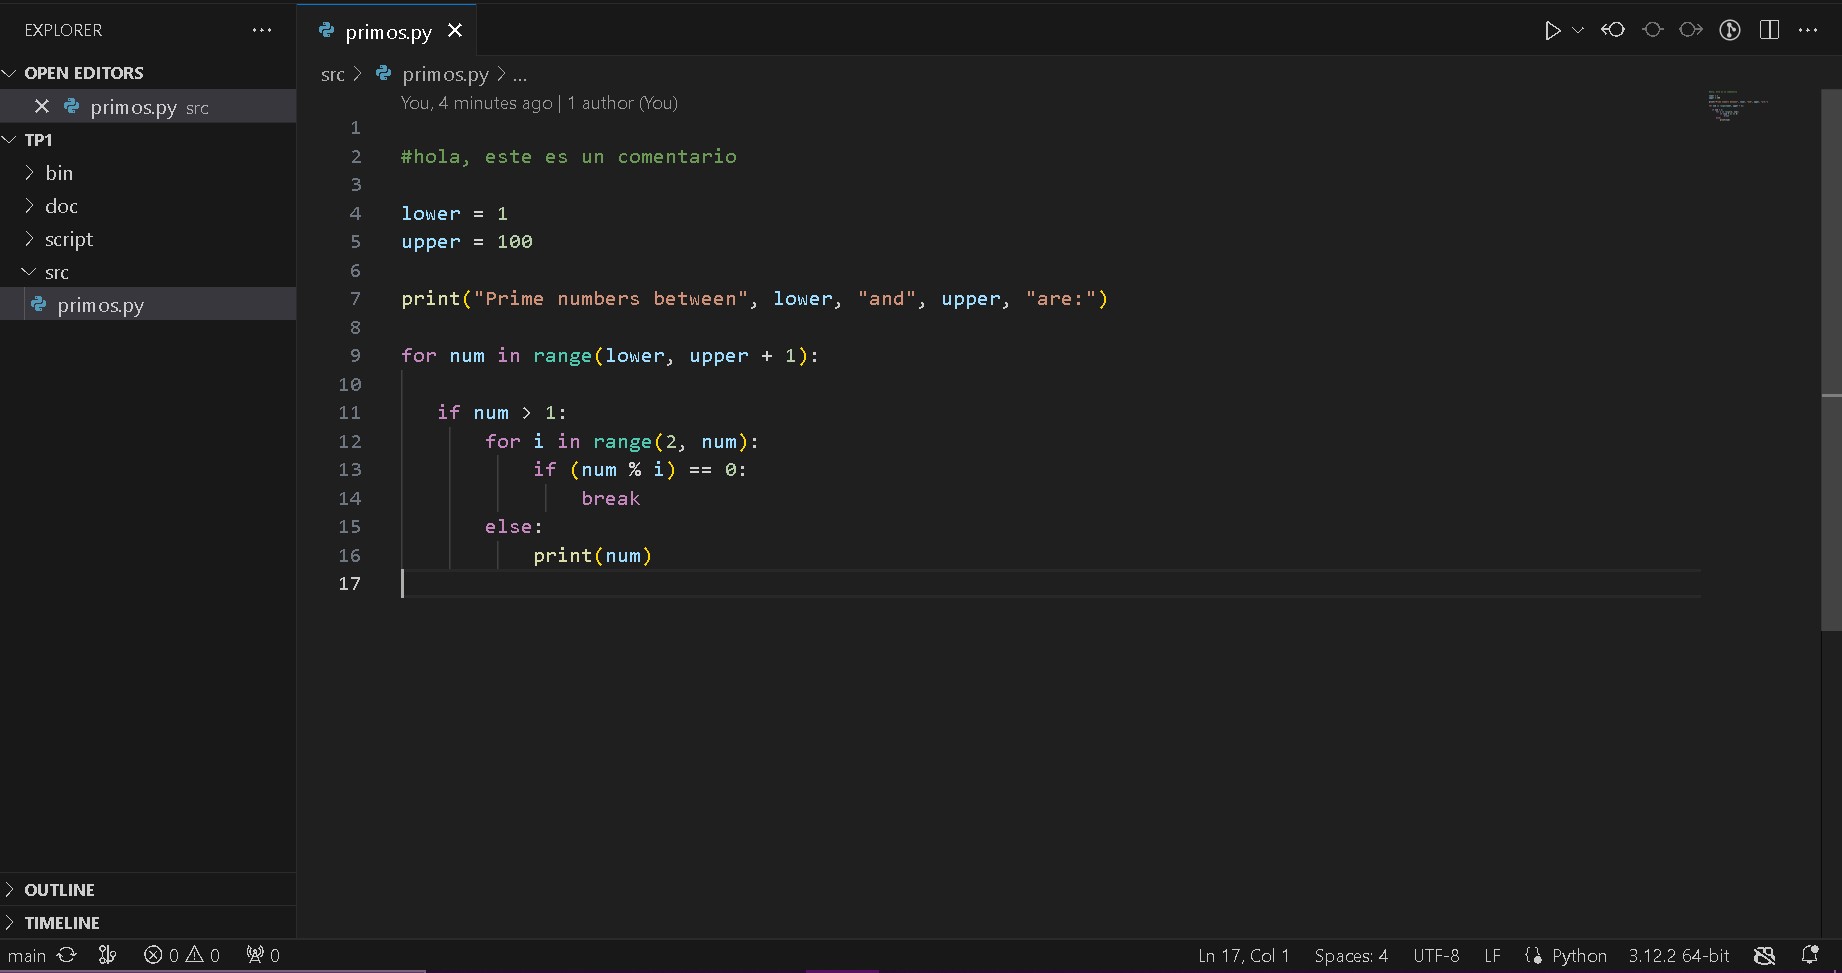 EXPLORER
OPEN EDITORS
primos.py src
TP1
bin
doc
script
src
primos.py
OUTLINE
TIMELINE
primos.py
src > primos.py > ...
You, 4 minutes ago | 1 author (You)
1
2 #hola, este es un comentario
3
4 lower = 1
5 upper = 100
6
7 print("Prime numbers between", lower, "and", upper, "are:")
8
9 for num in range(lower, upper + 1):
10
11    if num > 1:
12        for i in range(2, num):
13            if (num % i) == 0:
14                break
15        else:
16            print(num)
17
main 0 0 0 Ln 17, Col 1 Spaces: 4 UTF-8 LF Python 3.12.2 64-bit